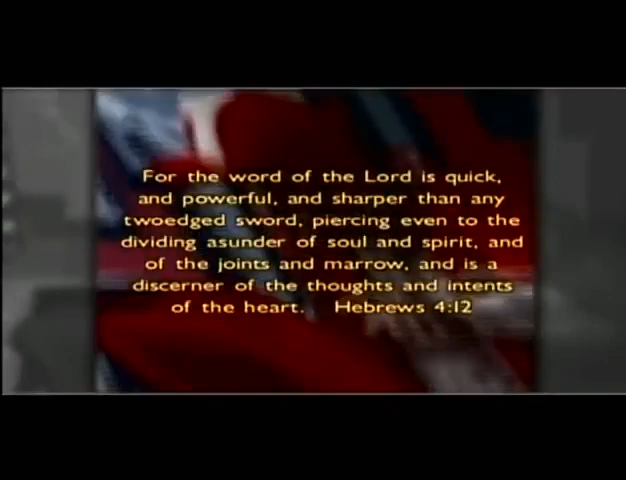 For the word of the Lord is quick,
and powerful, and sharper than any
twoedged sword, piercing even to the
dividing asunder of soul and spirit, and
of the joints and marrow, and is a
discerner of the thoughts and intents
of the heart. Hebrews 4:12